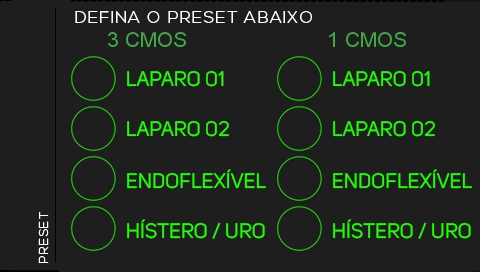 DEFINA O PRESET ABAIXO
3 CMOS
1 CMOS
LAPARO 01
LAPARO 01
LAPARO 02
LAPARO 02
ENDOFLEXÍVEL
ENDOFLEXÍVEL
HÍSTERO / URO
HÍSTERO / URO
PRESET